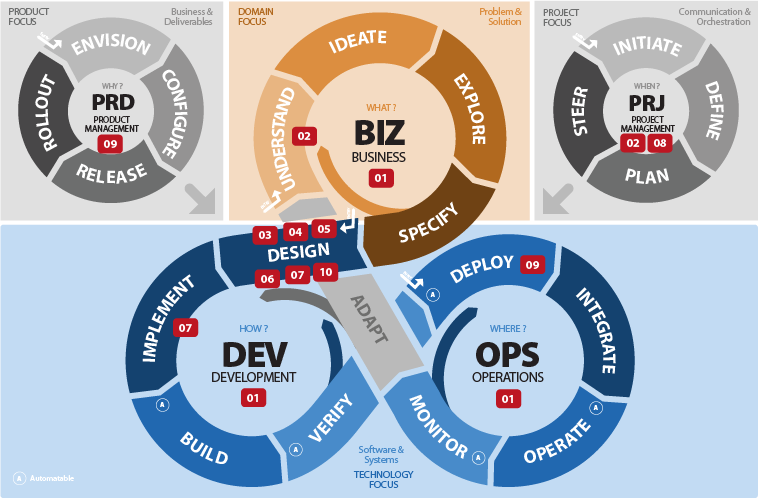 PRODUCT
FOCUS
Business &
Deliverables
ENVISION
CONFIGURE
RELEASE
ROLLOUT
WHY ?
PRD
PRODUCT
MANAGEMENT
09
DOMAIN
FOCUS
Problem &
Solution
IDEATE
EXPLORE
SPECIFY
UNDERSTAND
02
WHAT ?
BIZ
BUSINESS
01
PROJECT
FOCUS
Communication &
Orchestration
INITIATE
DEFINE
PLAN
STEER
WHEN ?
PRJ
PROJECT
MANAGEMENT
02 08
03 04 05
DESIGN
06 07 10
IMPLEMENT
07
BUILD
A
VERIFY
A
HOW ?
DEV
DEVELOPMENT
01
ADAPT
DEPLOY
09
A
INTEGRATE
OPERATE
A
MONITOR
A
WHERE ?
OPS
OPERATIONS
01
Software &
Systems
TECHNOLOGY
FOCUS
A Automatable